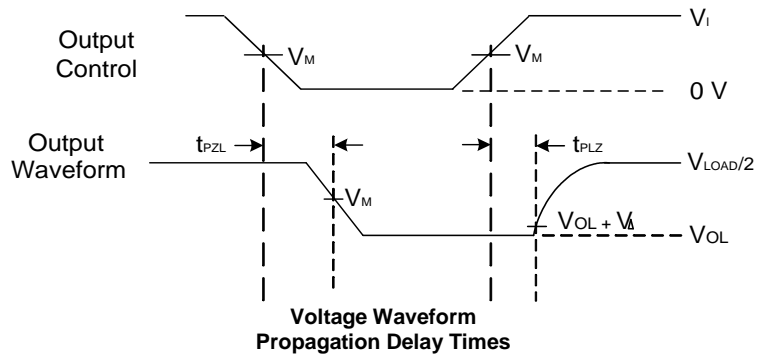 Output
Control
VI
VM
VM
0 V
Output
Waveform
tPZL
tPLZ
VLOAD/2
VM
VOL + VΔ
VOL
Voltage Waveform
Propagation Delay Times